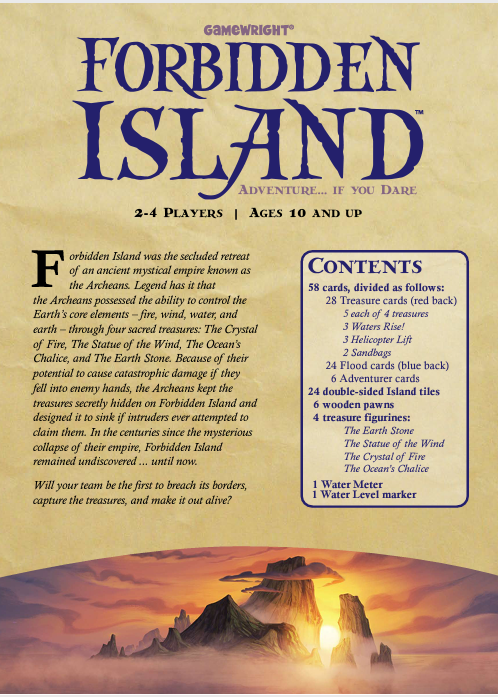 GAMEWRIGHT®
FORBIDDEN
ISLAND™
ADVENTURE... IF YOU DARE
2-4 PLAYERS | AGES 10 AND UP
Forbidden Island was the secluded retreat
of an ancient mystical empire known as
the Archeans. Legend has it that
the Archeans possessed the ability to control the
Earth's core elements – fire, wind, water, and
earth – through four sacred treasures: The Crystal
of Fire, The Statue of the Wind, The Ocean's
Chalice, and The Earth Stone. Because of their
potential to cause catastrophic damage if they
fell into enemy hands, the Archeans kept the
treasures secretly hidden on Forbidden Island and
designed it to sink if intruders ever attempted to
claim them. In the centuries since the mysterious
collapse of their empire, Forbidden Island
remained undiscovered ... until now.
Will your team be the first to breach its borders,
capture the treasures, and make it out alive?
CONTENTS
58 cards, divided as follows:
28 Treasure cards (red back)
5 each of 4 treasures
3 Waters Rise!
3 Helicopter Lift
2 Sandbags
24 Flood cards (blue back)
6 Adventurer cards
24 double-sided Island tiles
6 wooden pawns
4 treasure figurines:
The Earth Stone
The Statue of the Wind
The Crystal of Fire
The Ocean's Chalice
1 Water Meter
1 Water Level marker